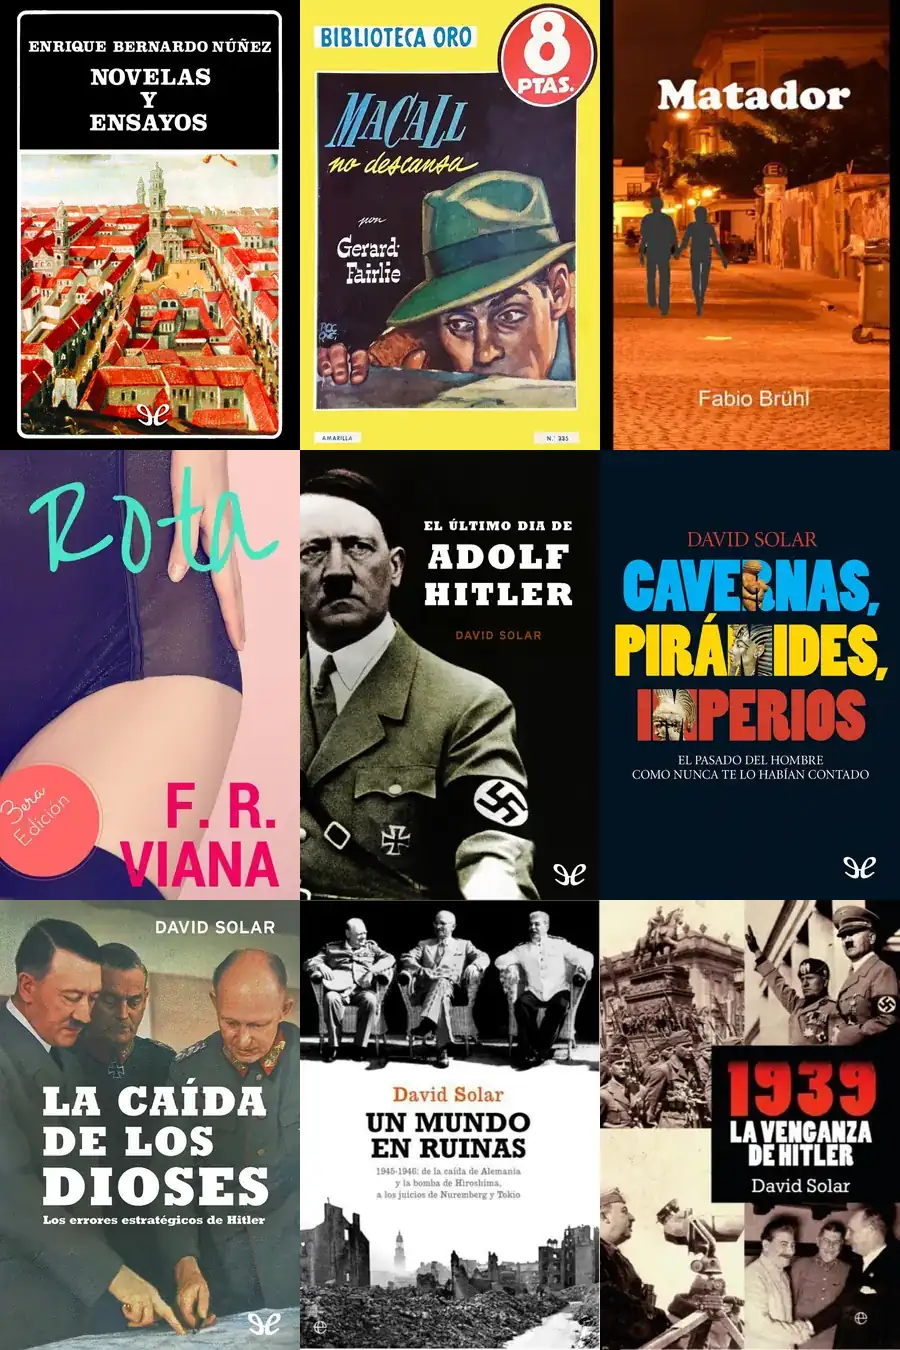 ENRIQUE BERNARDO NÚÑEZ
NOVELAS
Y
ENSAYOS
BIBLIOTECA ORO
8
PTAS.
MACALL
no descansa
por
Gerard
Fairlie
AMARILLA
N.º 335
Matador
E
Fabio Brühl
Rota
3era
Edición
F. R.
VIANA
EL ÚLTIMO DIA DE
ADOLF
HITLER
DAVID SOLAR
DAVID SOLAR
CAVERNAS,
PIRÁMIDES,
IMPERIOS
EL PASADO DEL HOMBRE
COMO NUNCA TE LO HABÍAN CONTADO
DAVID SOLAR
LA CAÍDA
DE LOS
DIOSES
Los errores estratégicos de Hitler
David Solar
UN MUNDO
EN RUINAS
1945-1946: de la caída de Alemania
y la bomba de Hiroshima,
a los juicios de Nuremberg y Tokio
1939
LA VENGANZA
DE HITLER
David Solar